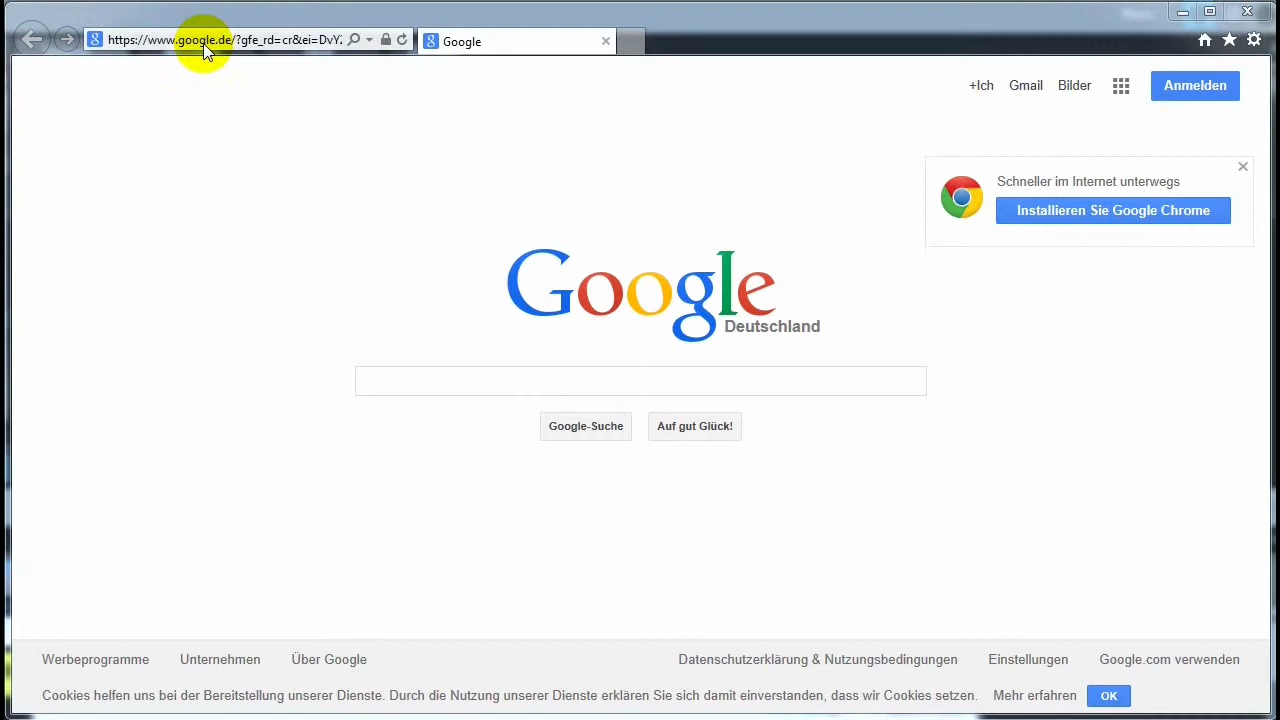 https://www.google.de/?gfe_rd=cr&ei=DvY
Google
+Ich Gmail Bilder Anmelden
Schneller im Internet unterwegs
Installieren Sie Google Chrome
Google
Deutschland
Google-Suche Auf gut Glück!
Werbeprogramme Unternehmen Über Google Datenschutzerklärung & Nutzungsbedingungen Einstellungen Google.com verwenden
Cookies helfen uns bei der Bereitstellung unserer Dienste. Durch die Nutzung unserer Dienste erklären Sie sich damit einverstanden, dass wir Cookies setzen. Mehr erfahren OK